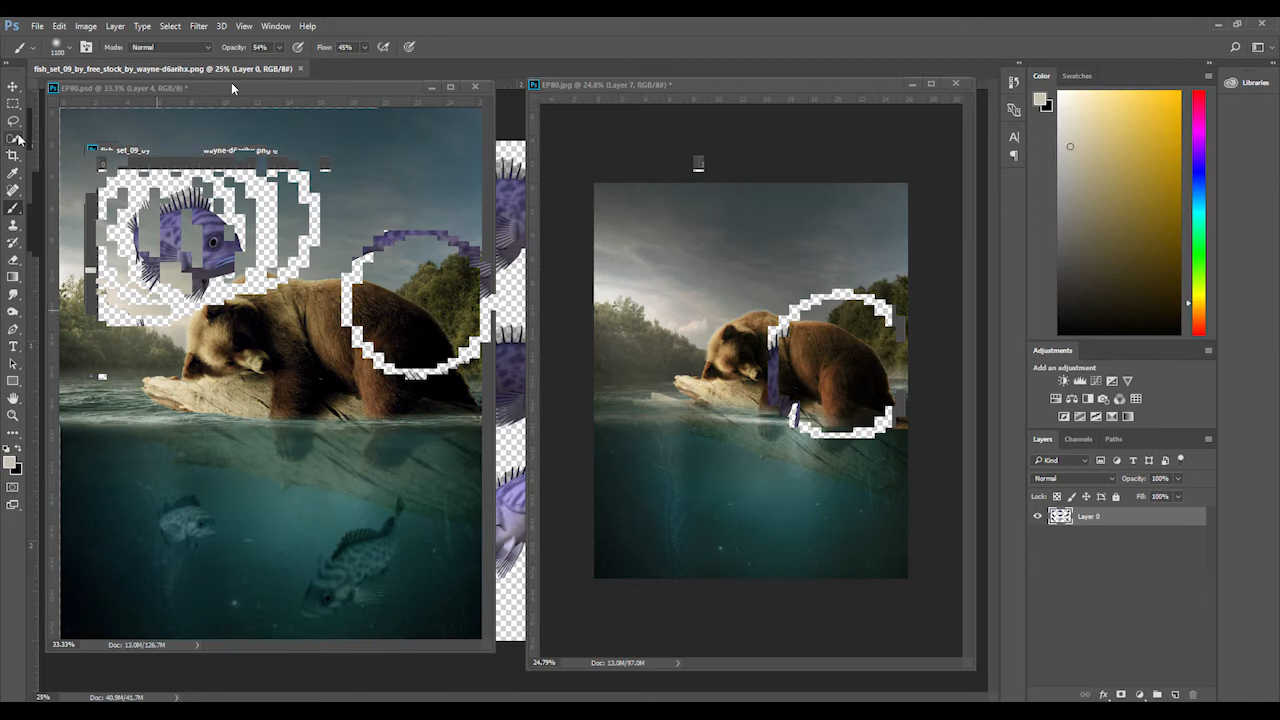 Ps File Edit Image Layer Type Select Filter 3D View Window Help
1100 Mode: Normal Opacity: 54% Flow: 45%
fish_set_09_by_free_stock_by_wayne-d6arihx.png @ 25% (Layer 0, RGB/8#) ×
EP80.psd @ 33.3% (Layer 4, RGB/8) *
EP80.jpg @ 24.8% (Layer 7, RGB/8#) *
fish_set_09_by wayne-d6arihx.png @
33.33% Doc: 13.0M/126.7M
24.79% Doc: 13.0M/97.0M
25% Doc: 40.9M/41.7M
Color Swatches
Libraries
Adjustments
Add an adjustment
Layers Channels Paths
Kind
Normal Opacity: 100%
Lock: Fill: 100%
Layer 0
fx